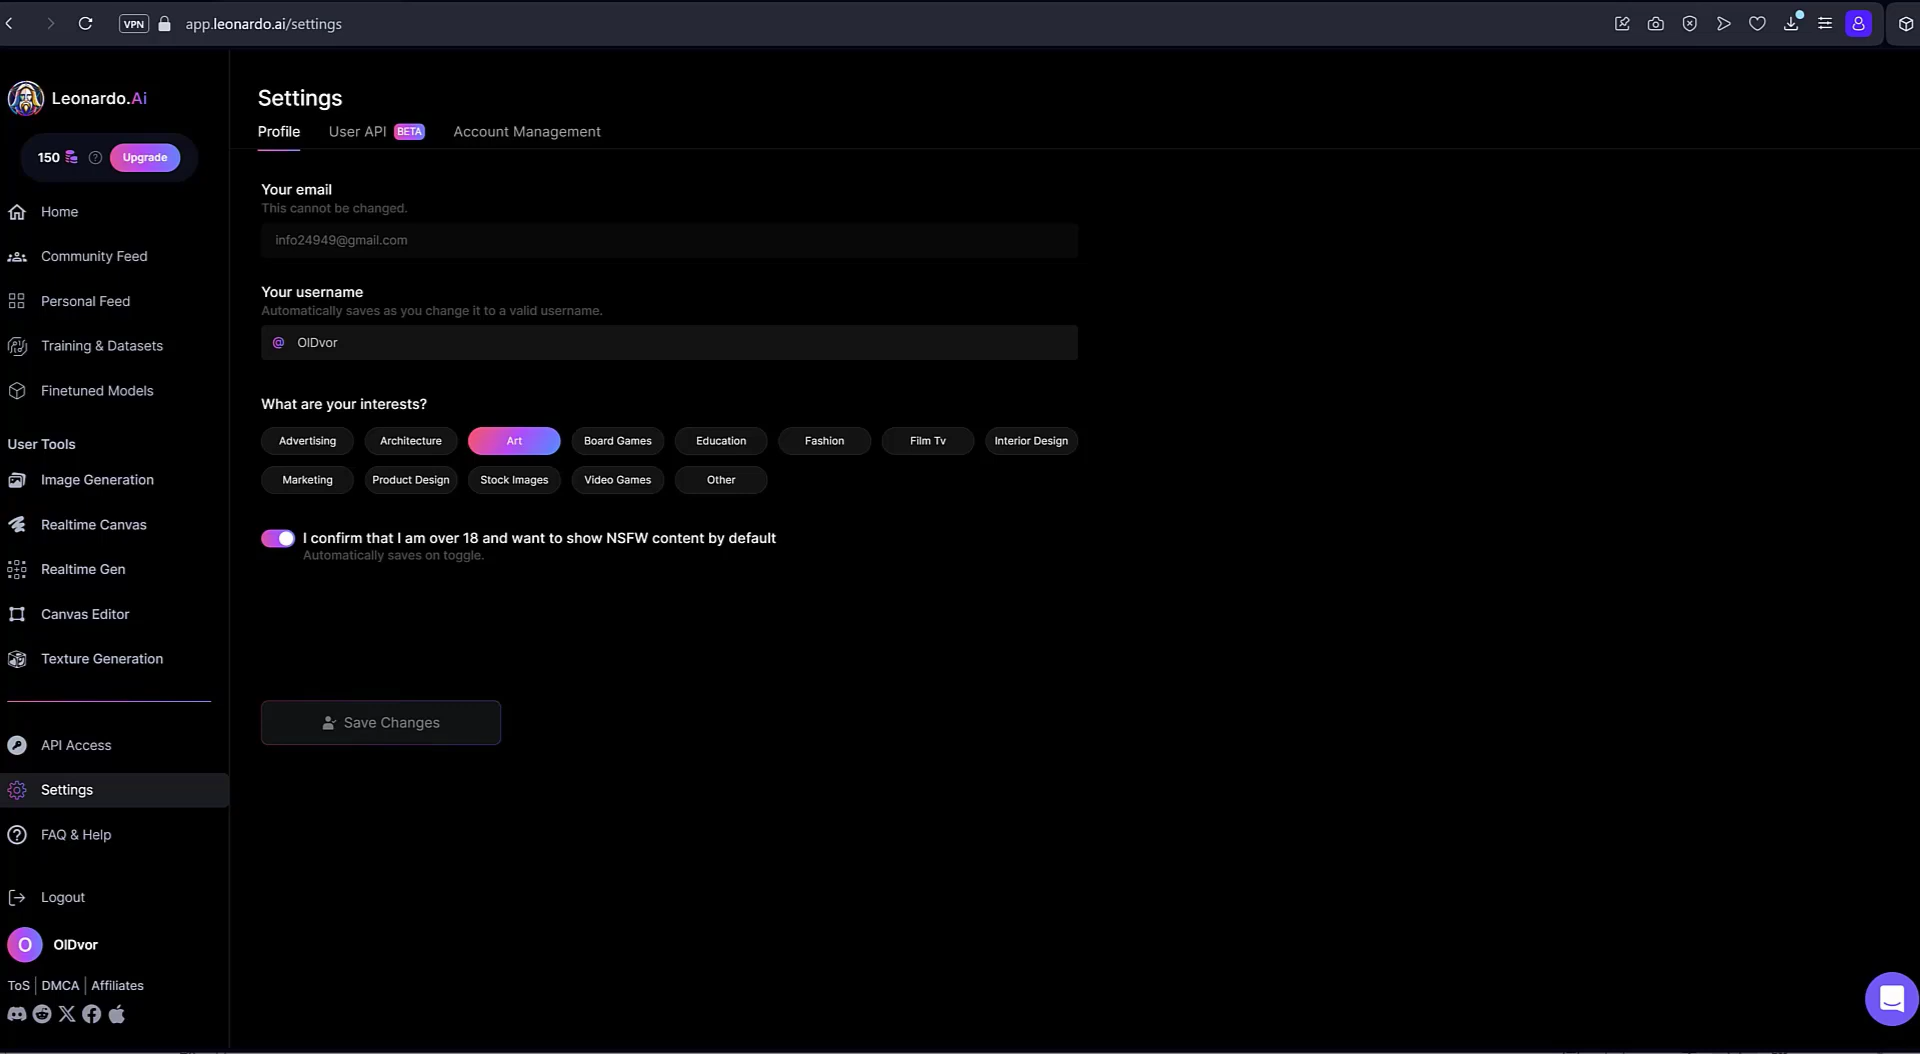 VPN
app.leonardo.ai/settings
Leonardo.Ai
150
Upgrade
Home
Community Feed
Personal Feed
Training & Datasets
Finetuned Models
User Tools
Image Generation
Realtime Canvas
Realtime Gen
Canvas Editor
Texture Generation
API Access
Settings
FAQ & Help
Logout
O
OlDvor
ToS | DMCA | Affiliates
Settings
Profile
User API BETA
Account Management
Your email
This cannot be changed.
info24949@gmail.com
Your username
Automatically saves as you change it to a valid username.
@ OlDvor
What are your interests?
Advertising Architecture Art Board Games Education Fashion Film Tv Interior Design
Marketing Product Design Stock Images Video Games Other
I confirm that I am over 18 and want to show NSFW content by default
Automatically saves on toggle.
Save Changes